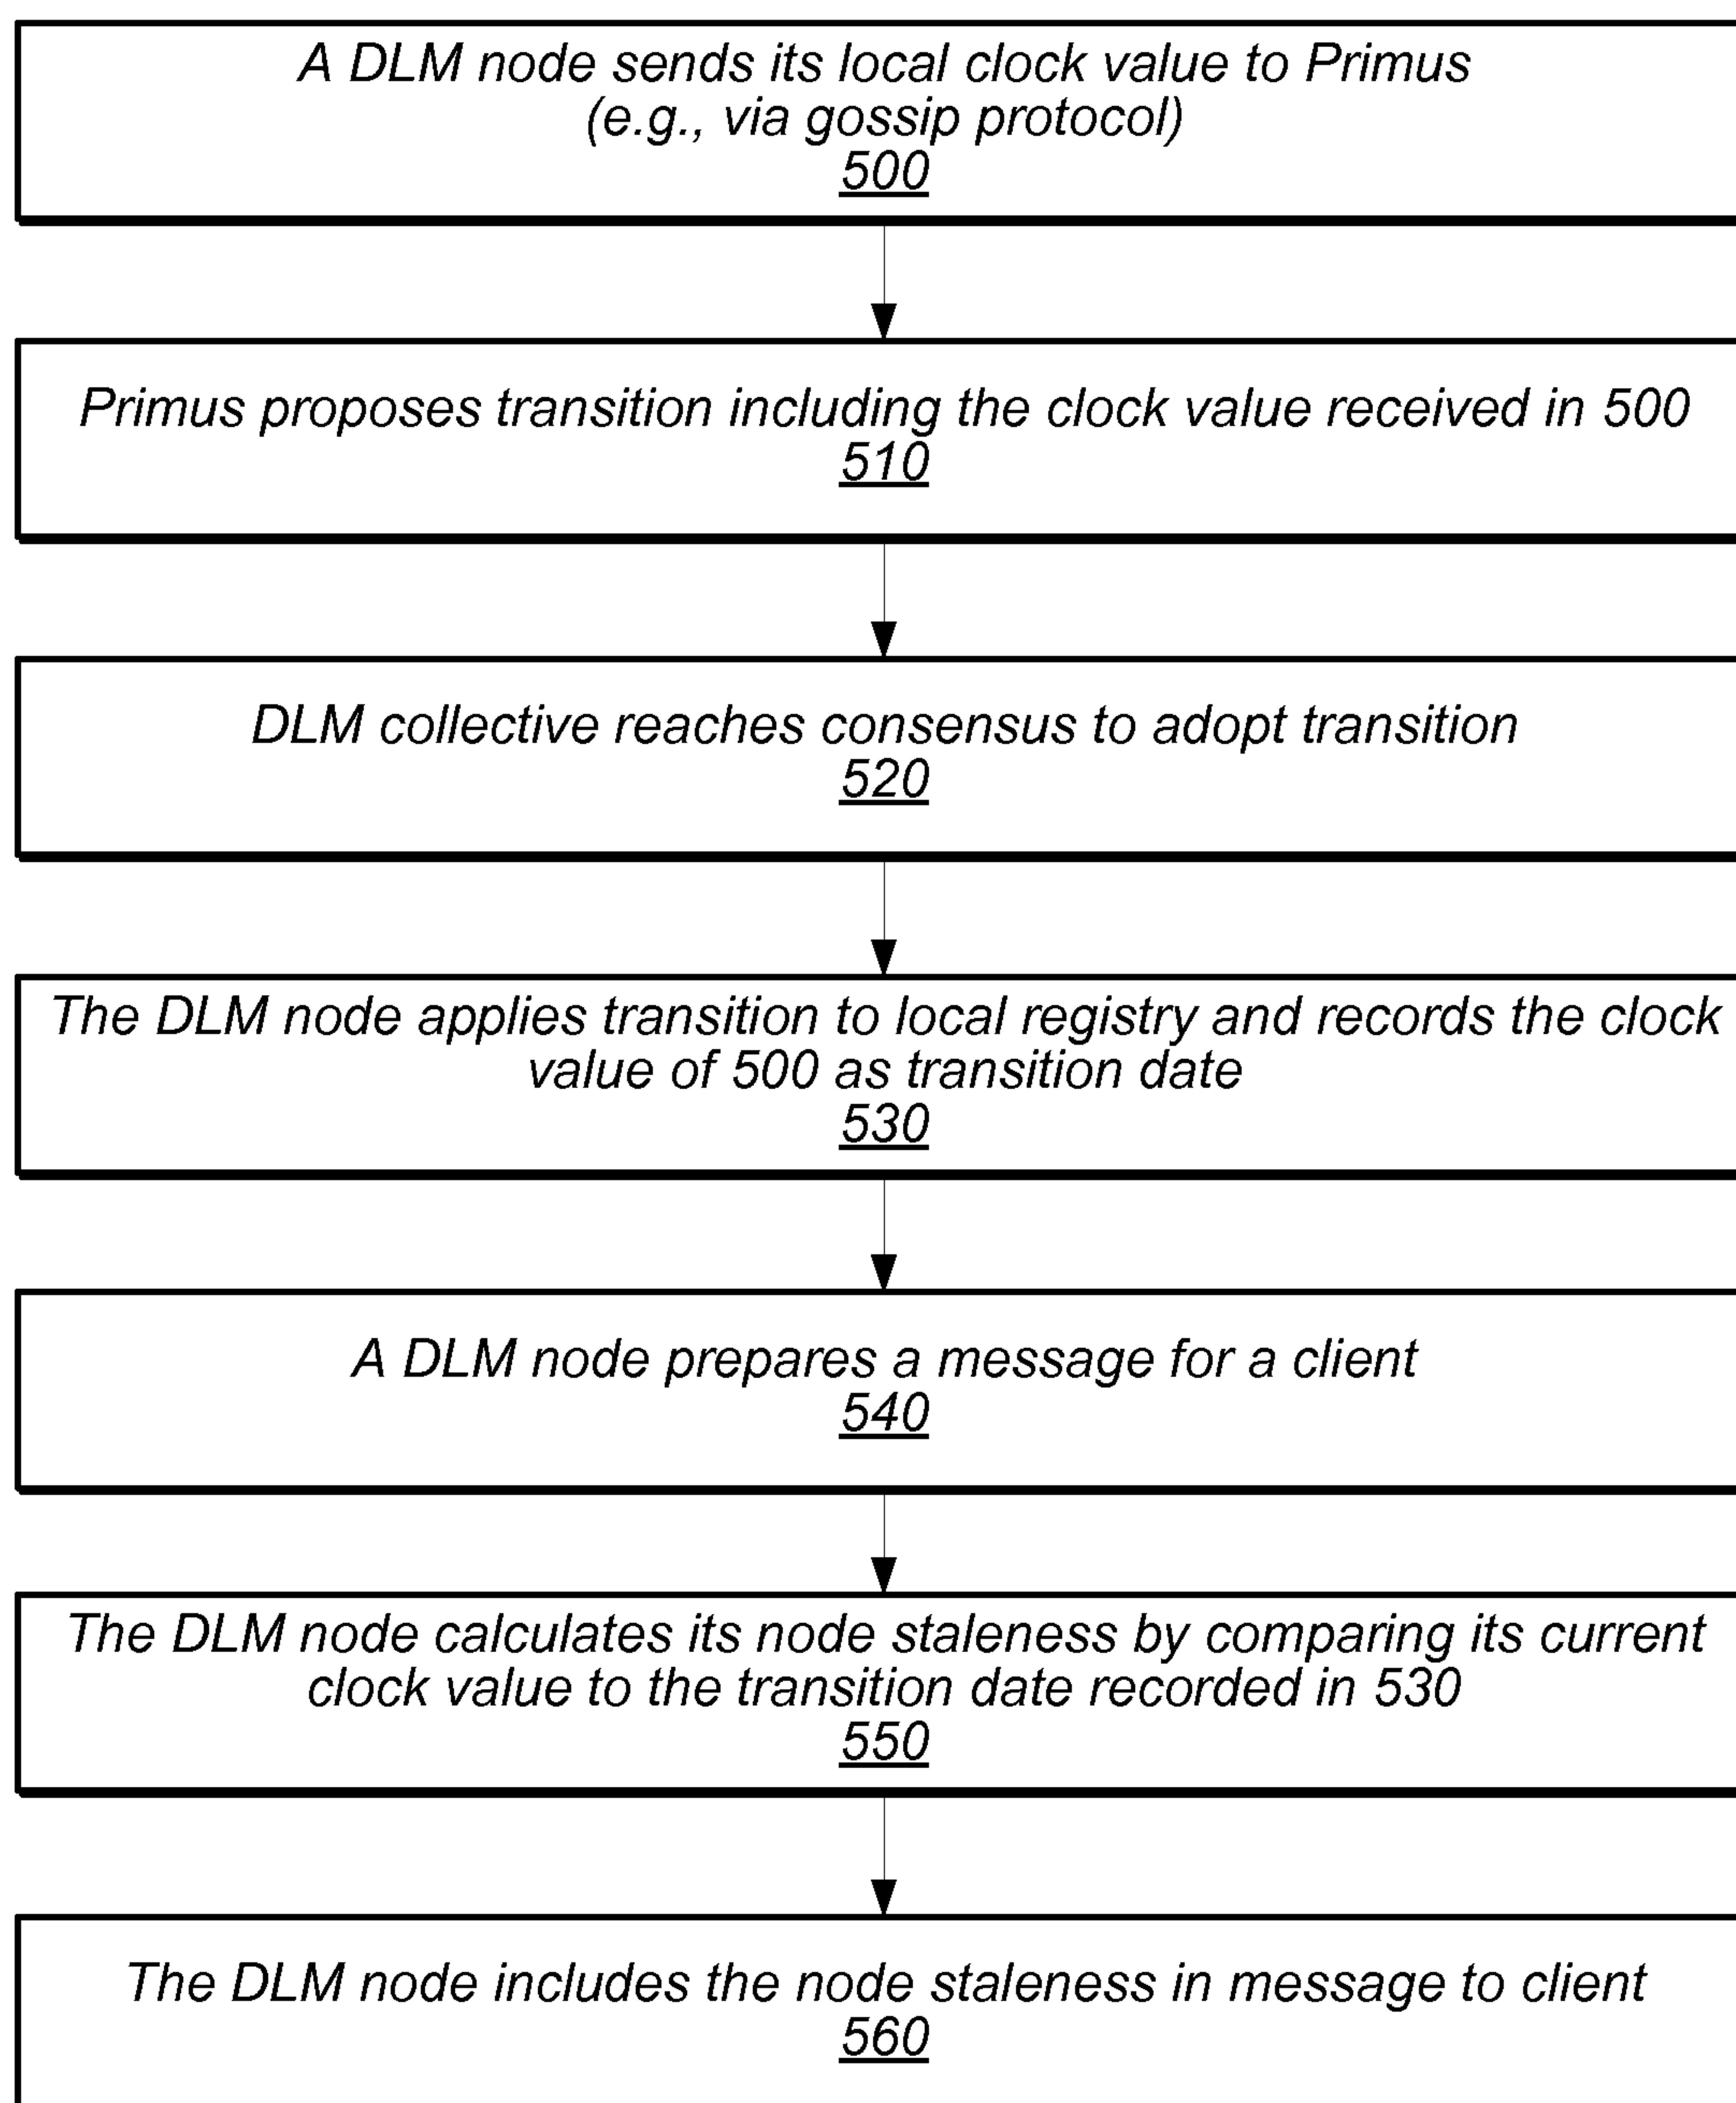 A DLM node sends its local clock value to Primus
(e.g., via gossip protocol)
500
Primus proposes transition including the clock value received in 500
510
DLM collective reaches consensus to adopt transition
520
The DLM node applies transition to local registry and records the clock
value of 500 as transition date
530
A DLM node prepares a message for a client
540
The DLM node calculates its node staleness by comparing its current
clock value to the transition date recorded in 530
550
The DLM node includes the node staleness in message to client
560